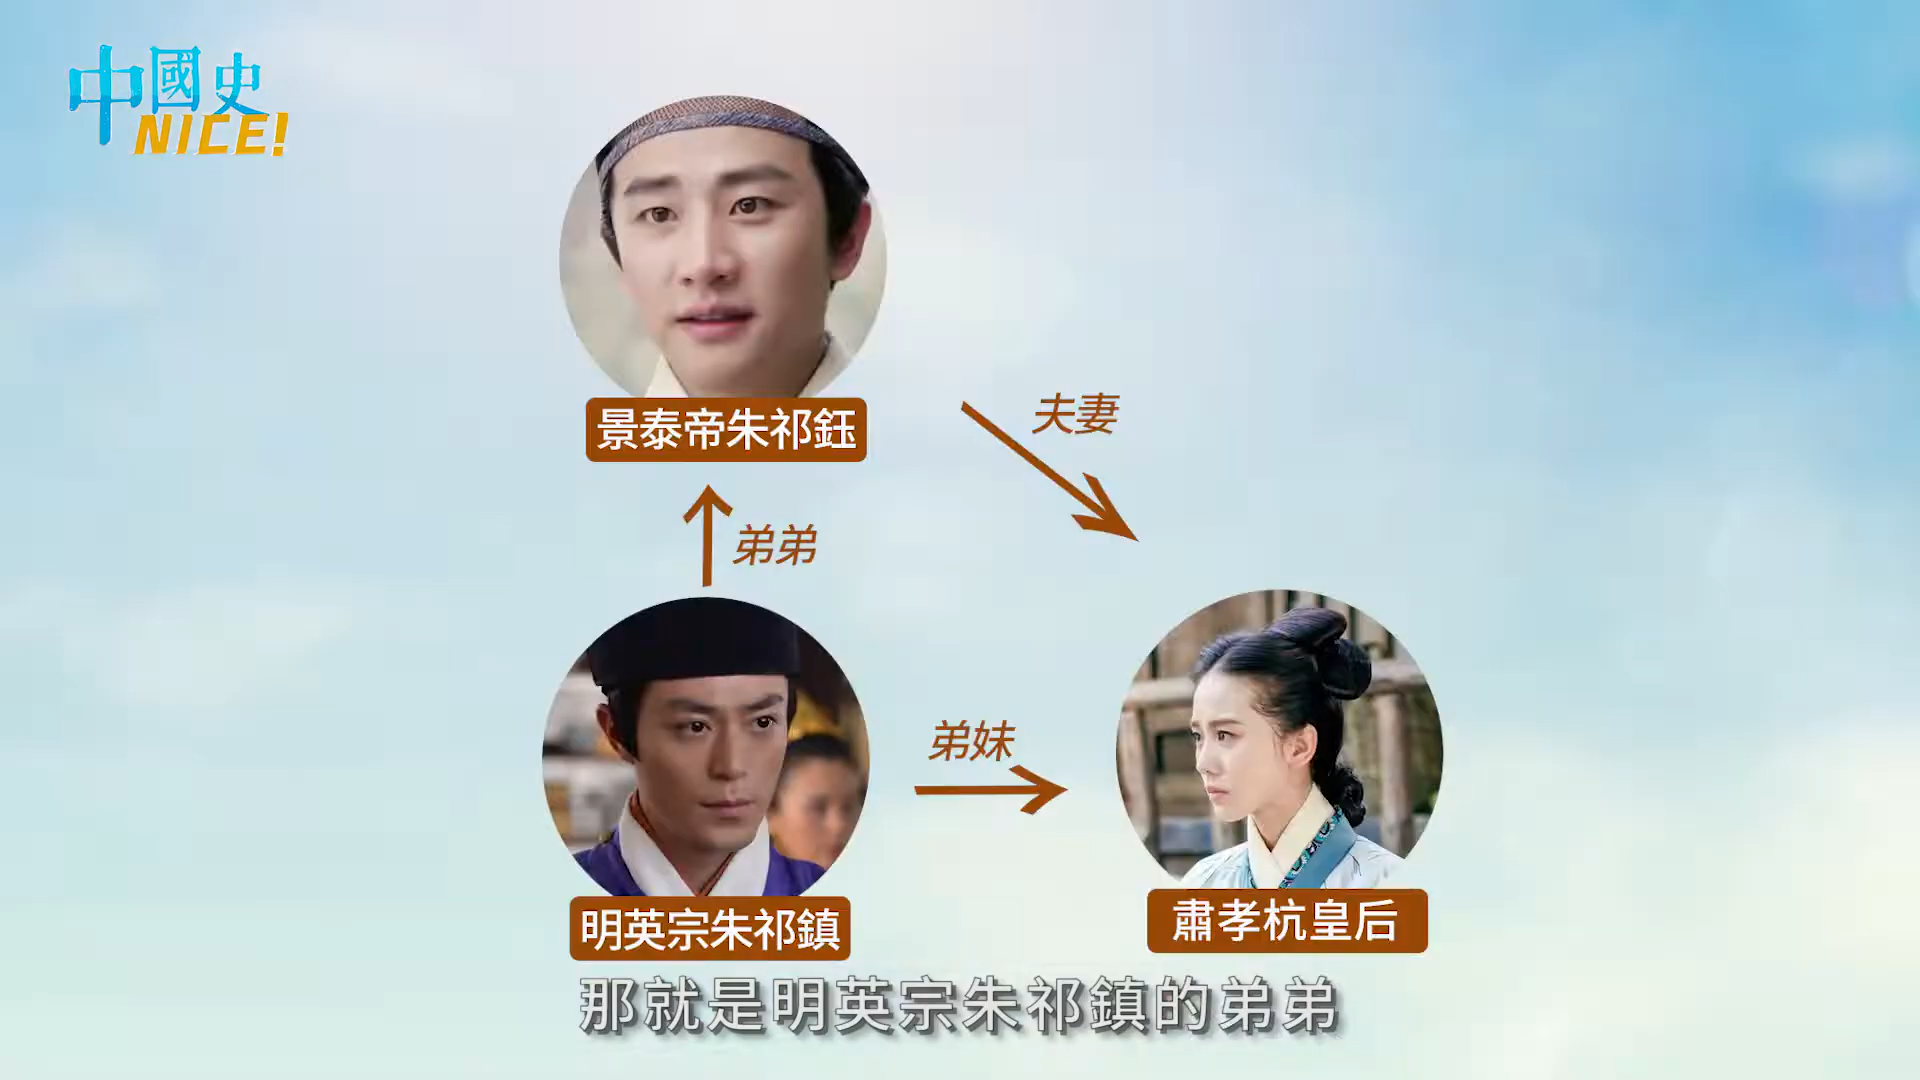 中國史
NICE!
景泰帝朱祁鈺
夫妻
弟弟
弟妹
明英宗朱祁鎮
肅孝杭皇后
那就是明英宗朱祁鎮的弟弟